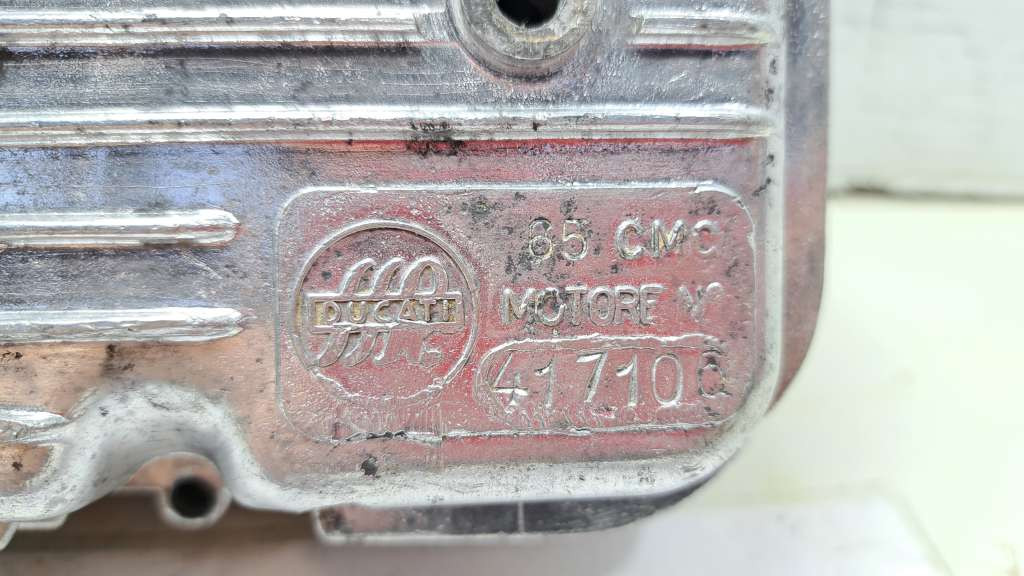 DUCATI
65 CMC
MOTORE N°
417100